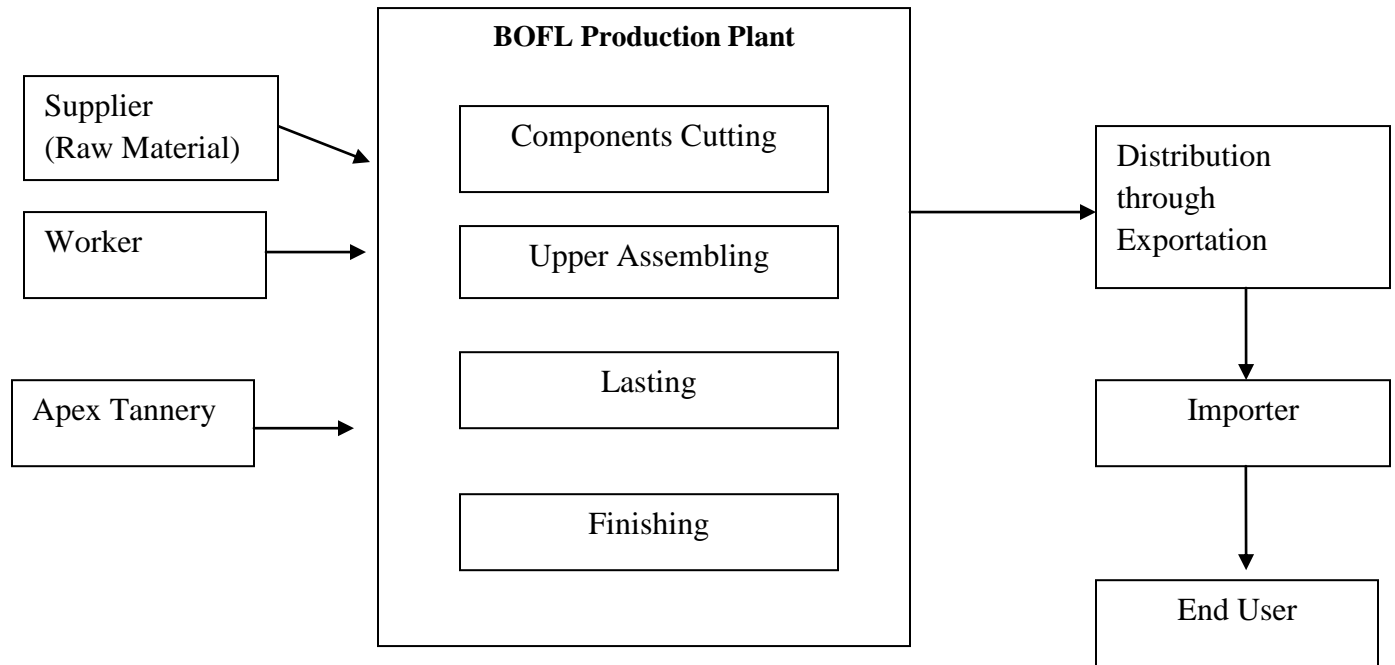 BOFL Production Plant
Supplier
(Raw Material)
Worker
Apex Tannery
Components Cutting
Upper Assembling
Lasting
Finishing
Distribution
through
Exportation
Importer
End User